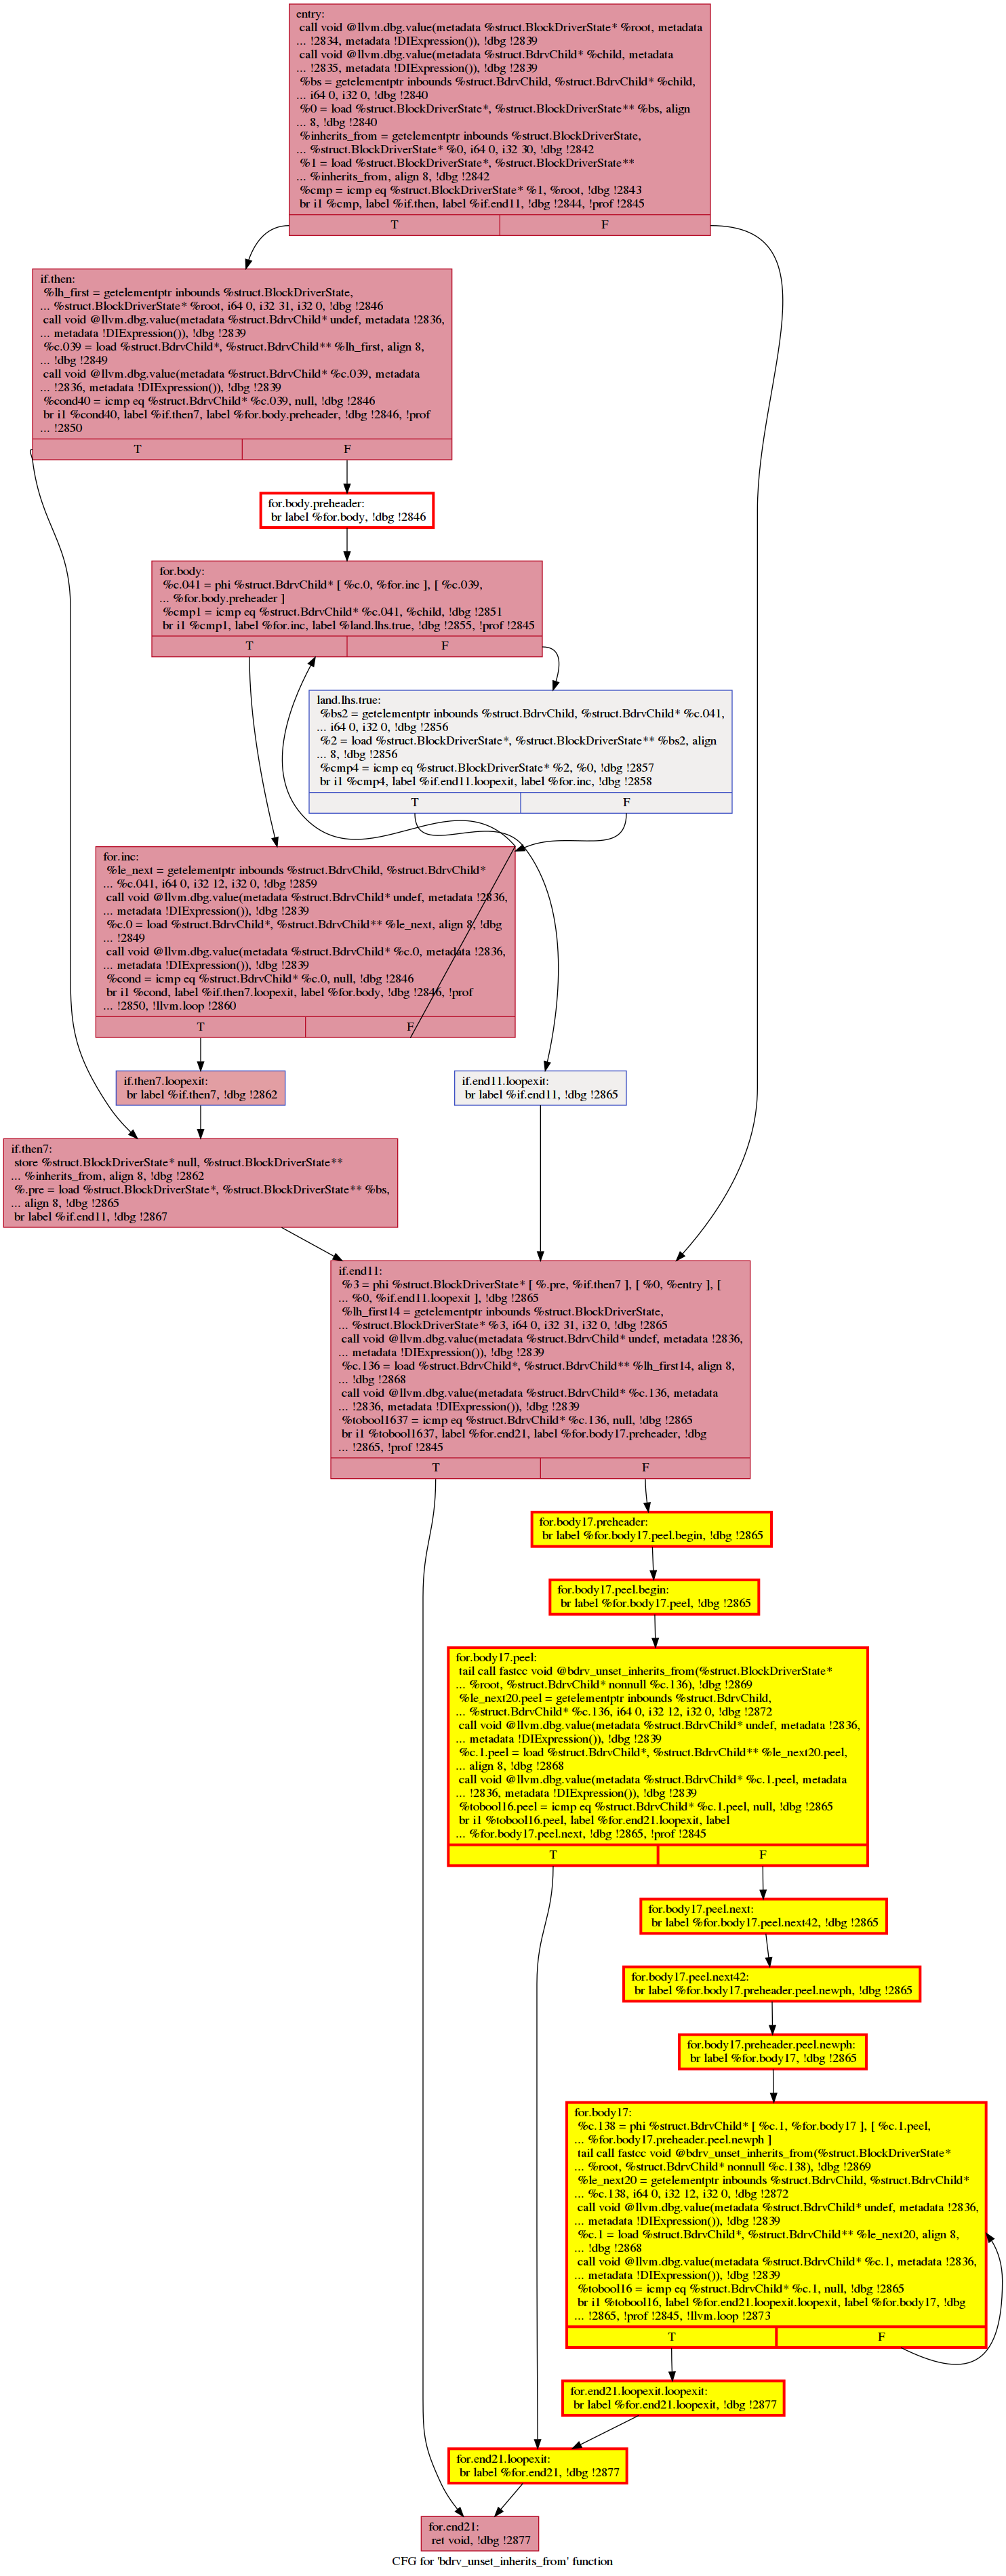 entry:
call void @llvm.dbg.value(metadata %struct.BlockDriverState* %root, metadata
... !2834, metadata !DIExpression()), !dbg !2839
call void @llvm.dbg.value(metadata %struct.BdrvChild* %child, metadata
... !2835, metadata !DIExpression()), !dbg !2839
%bs = getelementptr inbounds %struct.BdrvChild, %struct.BdrvChild* %child,
... i64 0, i32 0, !dbg !2840
%0 = load %struct.BlockDriverState*, %struct.BlockDriverState** %bs, align
... 8, !dbg !2840
%inherits_from = getelementptr inbounds %struct.BlockDriverState,
... %struct.BlockDriverState* %0, i64 0, i32 30, !dbg !2842
%1 = load %struct.BlockDriverState*, %struct.BlockDriverState**
... %inherits_from, align 8, !dbg !2842
%cmp = icmp eq %struct.BlockDriverState* %1, %root, !dbg !2843
br i1 %cmp, label %if.then, label %if.end11, !dbg !2844, !prof !2845
T F
if.then:
%lh_first = getelementptr inbounds %struct.BlockDriverState,
... %struct.BlockDriverState* %root, i64 0, i32 31, i32 0, !dbg !2846
call void @llvm.dbg.value(metadata %struct.BdrvChild* undef, metadata !2836,
... metadata !DIExpression()), !dbg !2839
%c.039 = load %struct.BdrvChild*, %struct.BdrvChild** %lh_first, align 8,
... !dbg !2849
call void @llvm.dbg.value(metadata %struct.BdrvChild* %c.039, metadata
... !2836, metadata !DIExpression()), !dbg !2839
%cond40 = icmp eq %struct.BdrvChild* %c.039, null, !dbg !2846
br i1 %cond40, label %if.then7, label %for.body.preheader, !dbg !2846, !prof
... !2850
T F
for.body.preheader:
br label %for.body, !dbg !2846
for.body:
%c.041 = phi %struct.BdrvChild* [ %c.0, %for.inc ], [ %c.039,
... %for.body.preheader ]
%cmp1 = icmp eq %struct.BdrvChild* %c.041, %child, !dbg !2851
br i1 %cmp1, label %for.inc, label %land.lhs.true, !dbg !2855, !prof !2845
T F
land.lhs.true:
%bs2 = getelementptr inbounds %struct.BdrvChild, %struct.BdrvChild* %c.041,
... i64 0, i32 0, !dbg !2856
%2 = load %struct.BlockDriverState*, %struct.BlockDriverState** %bs2, align
... 8, !dbg !2856
%cmp4 = icmp eq %struct.BlockDriverState* %2, %0, !dbg !2857
br i1 %cmp4, label %if.end11.loopexit, label %for.inc, !dbg !2858
T F
for.inc:
%le_next = getelementptr inbounds %struct.BdrvChild, %struct.BdrvChild*
... %c.041, i64 0, i32 12, i32 0, !dbg !2859
call void @llvm.dbg.value(metadata %struct.BdrvChild* undef, metadata !2836,
... metadata !DIExpression()), !dbg !2839
%c.0 = load %struct.BdrvChild*, %struct.BdrvChild** %le_next, align 8, !dbg
... !2849
call void @llvm.dbg.value(metadata %struct.BdrvChild* %c.0, metadata !2836,
... metadata !DIExpression()), !dbg !2839
%cond = icmp eq %struct.BdrvChild* %c.0, null, !dbg !2846
br i1 %cond, label %if.then7.loopexit, label %for.body, !dbg !2846, !prof
... !2850, !llvm.loop !2860
T F
if.then7.loopexit:
br label %if.then7, !dbg !2862
if.end11.loopexit:
br label %if.end11, !dbg !2865
if.then7:
store %struct.BlockDriverState* null, %struct.BlockDriverState**
... %inherits_from, align 8, !dbg !2862
%.pre = load %struct.BlockDriverState*, %struct.BlockDriverState** %bs,
... align 8, !dbg !2865
br label %if.end11, !dbg !2867
if.end11:
%3 = phi %struct.BlockDriverState* [ %.pre, %if.then7 ], [ %0, %entry ], [
... %0, %if.end11.loopexit ], !dbg !2865
%lh_first14 = getelementptr inbounds %struct.BlockDriverState,
... %struct.BlockDriverState* %3, i64 0, i32 31, i32 0, !dbg !2865
call void @llvm.dbg.value(metadata %struct.BdrvChild* undef, metadata !2836,
... metadata !DIExpression()), !dbg !2839
%c.136 = load %struct.BdrvChild*, %struct.BdrvChild** %lh_first14, align 8,
... !dbg !2868
call void @llvm.dbg.value(metadata %struct.BdrvChild* %c.136, metadata
... !2836, metadata !DIExpression()), !dbg !2839
%tobool1637 = icmp eq %struct.BdrvChild* %c.136, null, !dbg !2865
br i1 %tobool1637, label %for.end21, label %for.body17.preheader, !dbg
... !2865, !prof !2845
T F
for.body17.preheader:
br label %for.body17.peel.begin, !dbg !2865
for.body17.peel.begin:
br label %for.body17.peel, !dbg !2865
for.body17.peel:
tail call fastcc void @bdrv_unset_inherits_from(%struct.BlockDriverState*
... %root, %struct.BdrvChild* nonnull %c.136), !dbg !2869
%le_next20.peel = getelementptr inbounds %struct.BdrvChild,
... %struct.BdrvChild* %c.136, i64 0, i32 12, i32 0, !dbg !2872
call void @llvm.dbg.value(metadata %struct.BdrvChild* undef, metadata !2836,
... metadata !DIExpression()), !dbg !2839
%c.1.peel = load %struct.BdrvChild*, %struct.BdrvChild** %le_next20.peel,
... align 8, !dbg !2868
call void @llvm.dbg.value(metadata %struct.BdrvChild* %c.1.peel, metadata
... !2836, metadata !DIExpression()), !dbg !2839
%tobool16.peel = icmp eq %struct.BdrvChild* %c.1.peel, null, !dbg !2865
br i1 %tobool16.peel, label %for.end21.loopexit, label
... %for.body17.peel.next, !dbg !2865, !prof !2845
T F
for.body17.peel.next:
br label %for.body17.peel.next42, !dbg !2865
for.body17.peel.next42:
br label %for.body17.preheader.peel.newph, !dbg !2865
for.body17.preheader.peel.newph:
br label %for.body17, !dbg !2865
for.body17:
%c.138 = phi %struct.BdrvChild* [ %c.1, %for.body17 ], [ %c.1.peel,
... %for.body17.preheader.peel.newph ]
tail call fastcc void @bdrv_unset_inherits_from(%struct.BlockDriverState*
... %root, %struct.BdrvChild* nonnull %c.138), !dbg !2869
%le_next20 = getelementptr inbounds %struct.BdrvChild, %struct.BdrvChild*
... %c.138, i64 0, i32 12, i32 0, !dbg !2872
call void @llvm.dbg.value(metadata %struct.BdrvChild* undef, metadata !2836,
... metadata !DIExpression()), !dbg !2839
%c.1 = load %struct.BdrvChild*, %struct.BdrvChild** %le_next20, align 8,
... !dbg !2868
call void @llvm.dbg.value(metadata %struct.BdrvChild* %c.1, metadata !2836,
... metadata !DIExpression()), !dbg !2839
%tobool16 = icmp eq %struct.BdrvChild* %c.1, null, !dbg !2865
br i1 %tobool16, label %for.end21.loopexit.loopexit, label %for.body17, !dbg
... !2865, !prof !2845, !llvm.loop !2873
T F
for.end21.loopexit.loopexit:
br label %for.end21.loopexit, !dbg !2877
for.end21.loopexit:
br label %for.end21, !dbg !2877
for.end21:
ret void, !dbg !2877
CFG for 'bdrv_unset_inherits_from' function